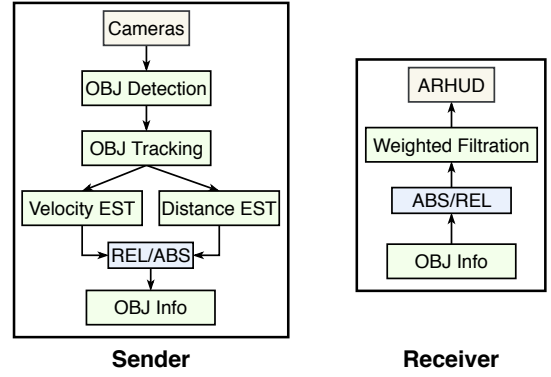 Cameras
OBJ Detection
OBJ Tracking
Velocity EST
Distance EST
REL/ABS
OBJ Info
Sender
ARHUD
Weighted Filtration
ABS/REL
OBJ Info
Receiver